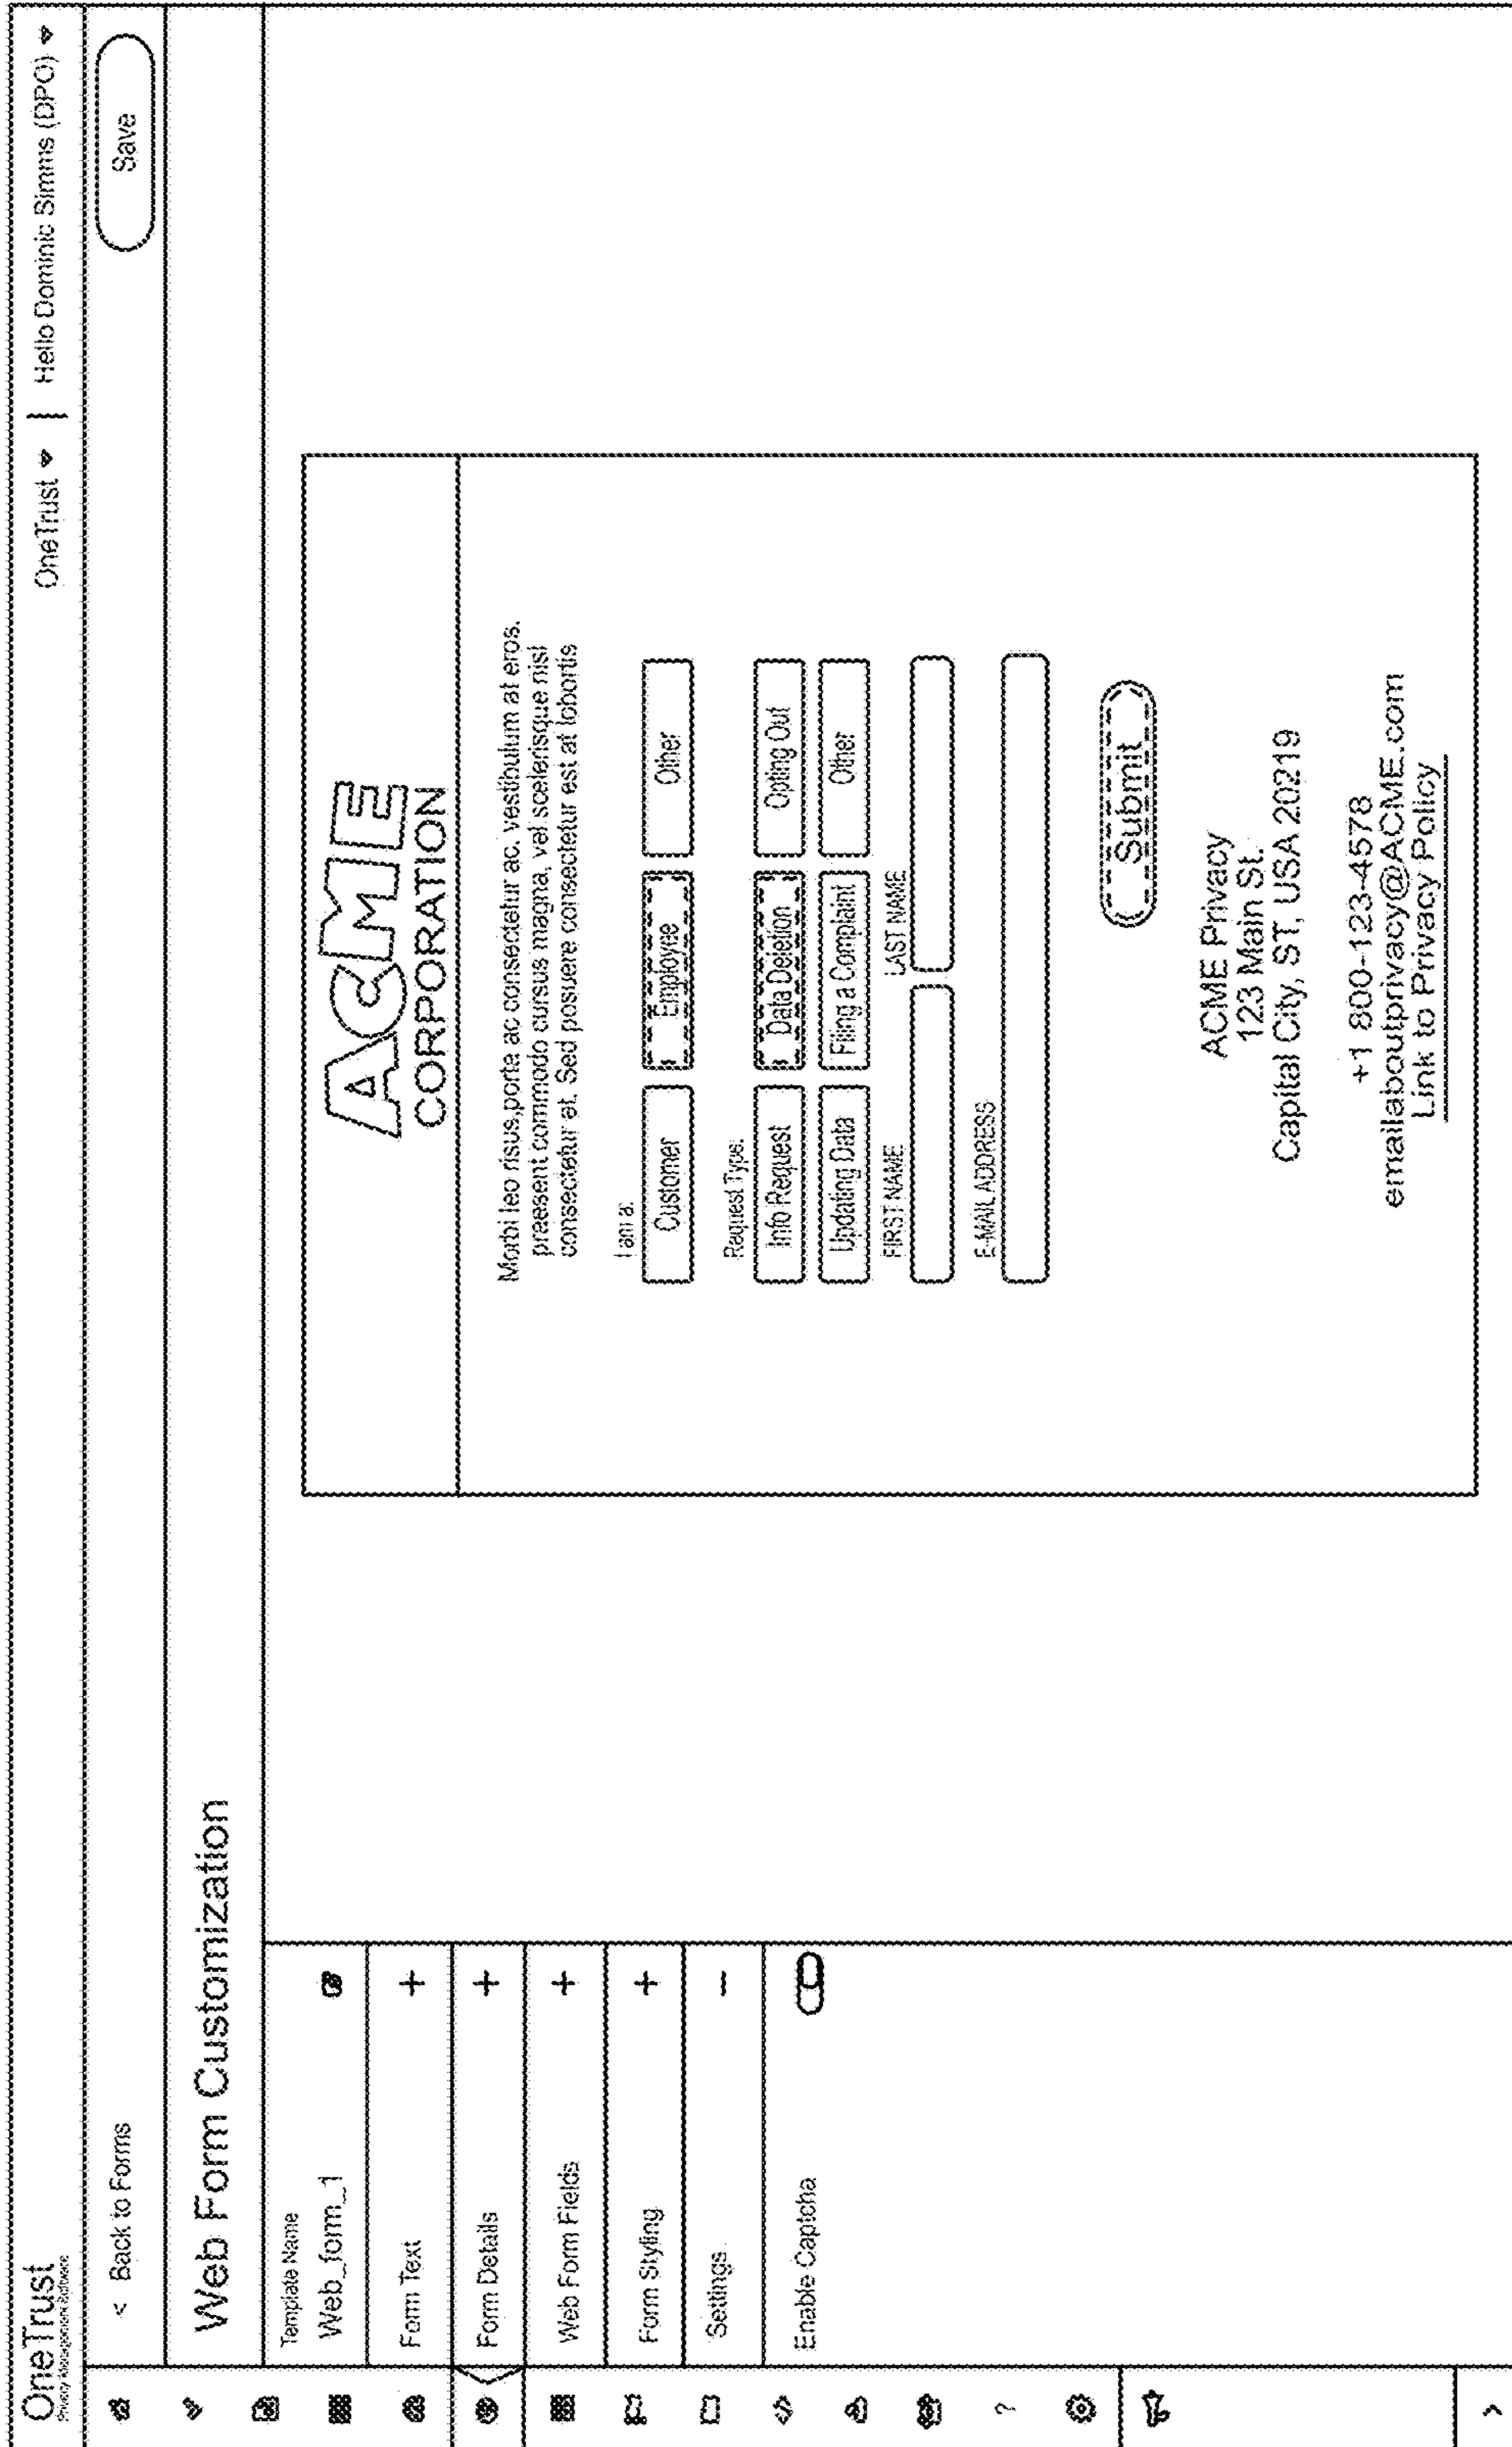 OneTrust
Privacy Management Software
OneTrust | Hello Dominic Simms (DPO)
< Back to Forms
Save
Web Form Customization
Template Name
Web_form_1
Form Text +
Form Details +
Web Form Fields +
Form Styling +
Settings −
Enable Captcha
?
ACME
CORPORATION
Morbi leo risus, porta ac consectetur ac, vestibulum at eros.
praesent commodo cursus magna, vel scelerisque nisl
consectetur et. Sed posuere consectetur est at lobortis
I am a:
Customer Employee Other
Request Type:
Info Request Data Deletion Opting Out
Updating Data Filing a Complaint Other
FIRST NAME LAST NAME
E-MAIL ADDRESS
Submit
ACME Privacy
123 Main St.
Capital City, ST, USA 20219
+1 800-123-4578
emailaboutprivacy@ACME.com
Link to Privacy Policy